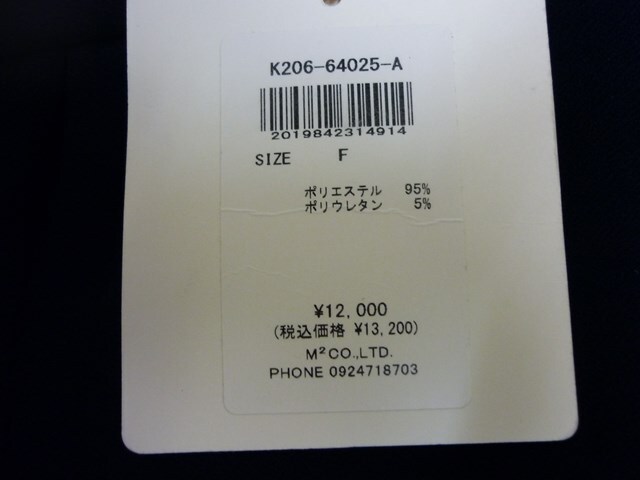 K206-64025-A
2019842314914
SIZE F
ポリエステル 95%
ポリウレタン 5%
¥12,000
(税込価格 ¥13,200)
M²CO.,LTD.
PHONE 0924718703